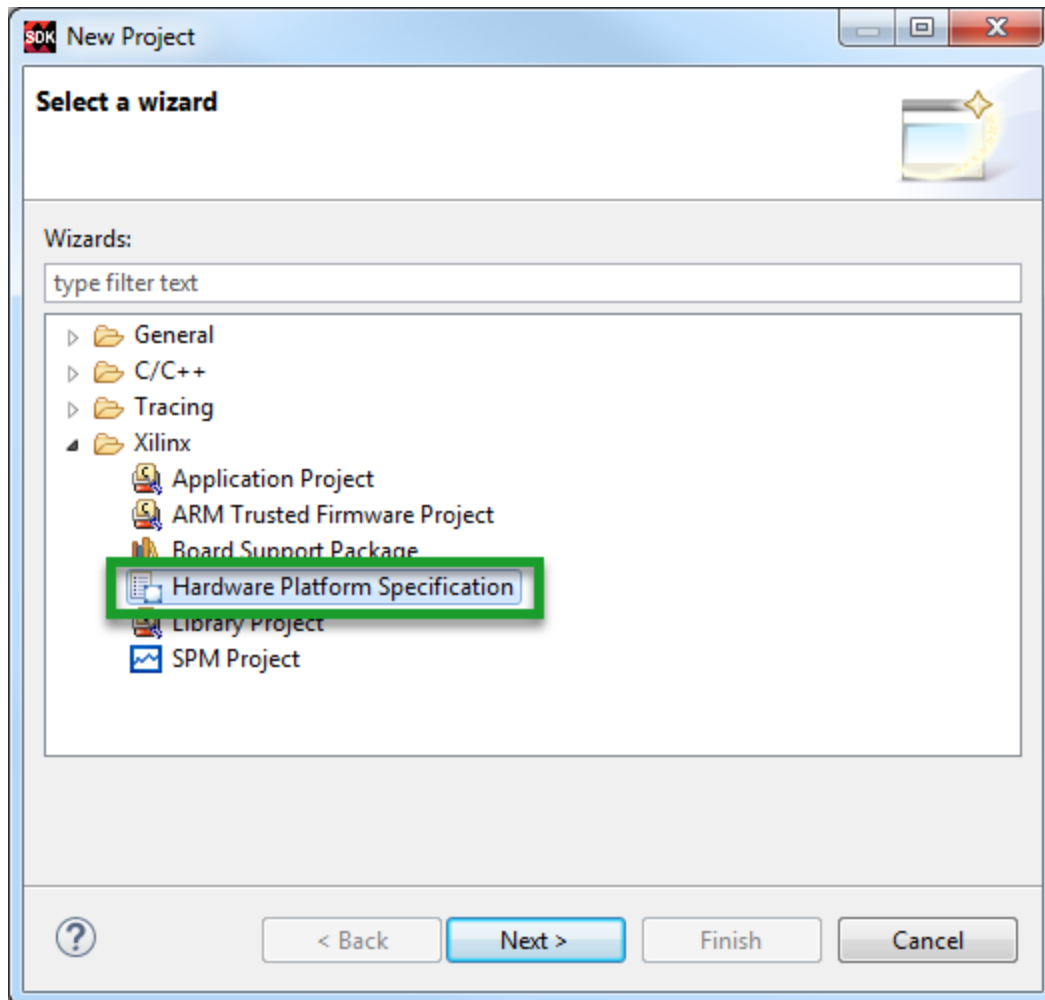 SDK New Project
Select a wizard
Wizards:
type filter text
General
C/C++
Tracing
Xilinx
Application Project
ARM Trusted Firmware Project
Board Support Package
Hardware Platform Specification
Library Project
SPM Project
< Back Next > Finish Cancel